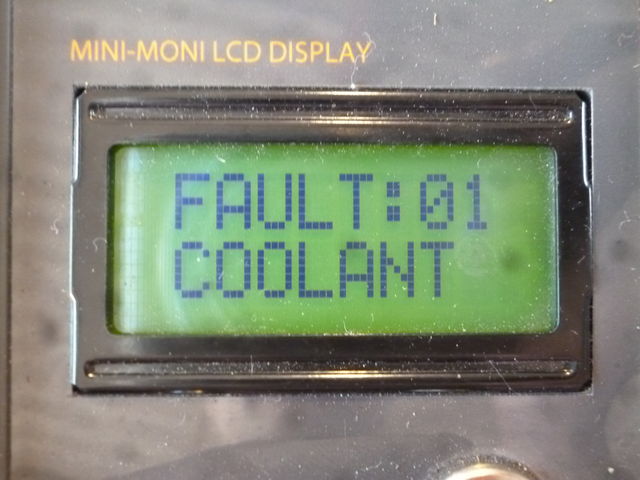 MINI-MONI LCD DISPLAY
FAULT:01
COOLANT